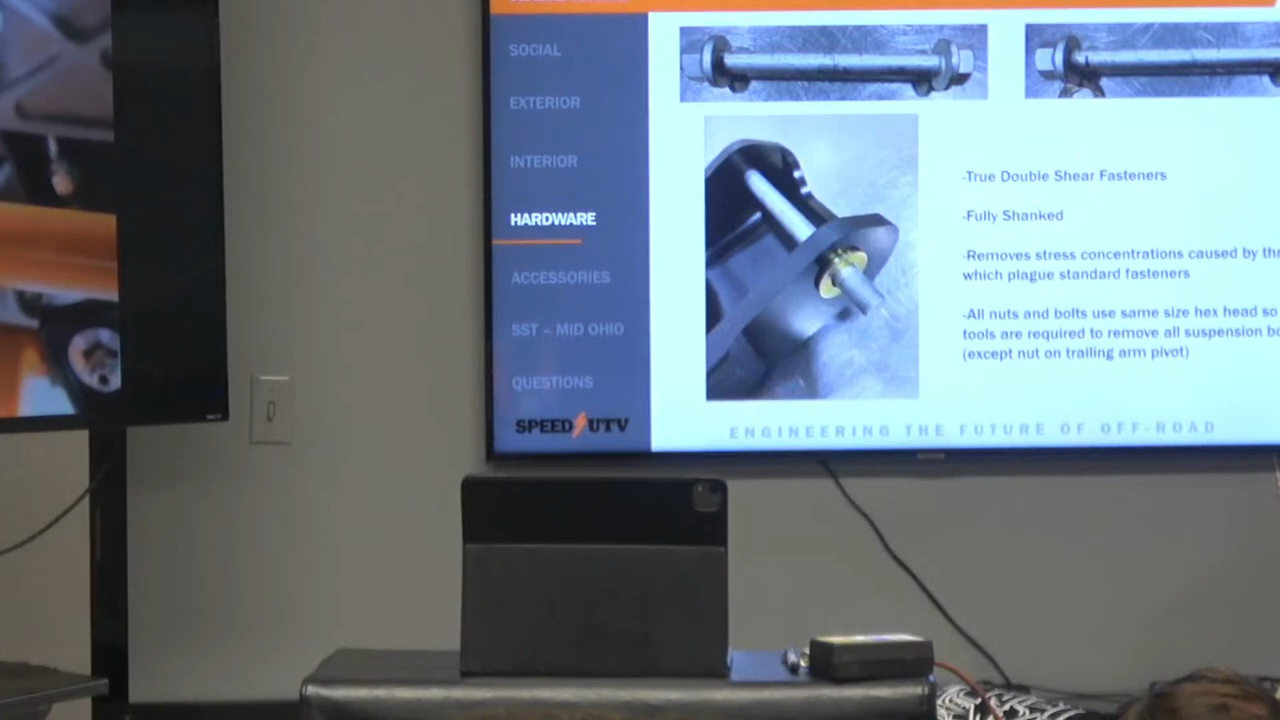 SOCIAL
EXTERIOR
INTERIOR
HARDWARE
ACCESSORIES
SST – MID OHIO
QUESTIONS
SPEED UTV
-True Double Shear Fasteners
-Fully Shanked
-Removes stress concentrations caused by
which plague standard fasteners
-All nuts and bolts use same size hex head so
tools are required to remove all suspension
(except nut on trailing arm pivot)
ENGINEERING THE FUTURE OF OFF-ROAD